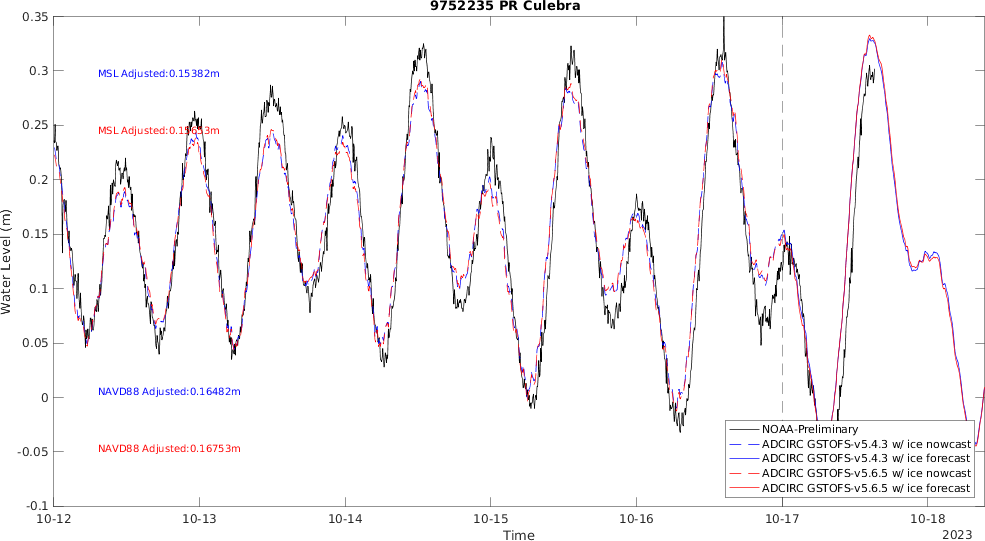 9752235 PR Culebra
0.35
0.3
0.25
0.2
0.15
0.1
0.05
0
-0.05
-0.1
Water Level (m)
MSL Adjusted:0.15382m
MSL Adjusted:
NAVD88 Adjusted:0.16482m
NAVD88 Adjusted:0.16753m
NOAA-Preliminary
ADCIRC GSTOFS-v5.4.3 w/ ice nowcast
ADCIRC GSTOFS-v5.4.3 w/ ice forecast
ADCIRC GSTOFS-v5.6.5 w/ ice nowcast
ADCIRC GSTOFS-v5.6.5 w/ ice forecast
10-12 10-13 10-14 10-15 10-16 10-17 10-18
Time
2023